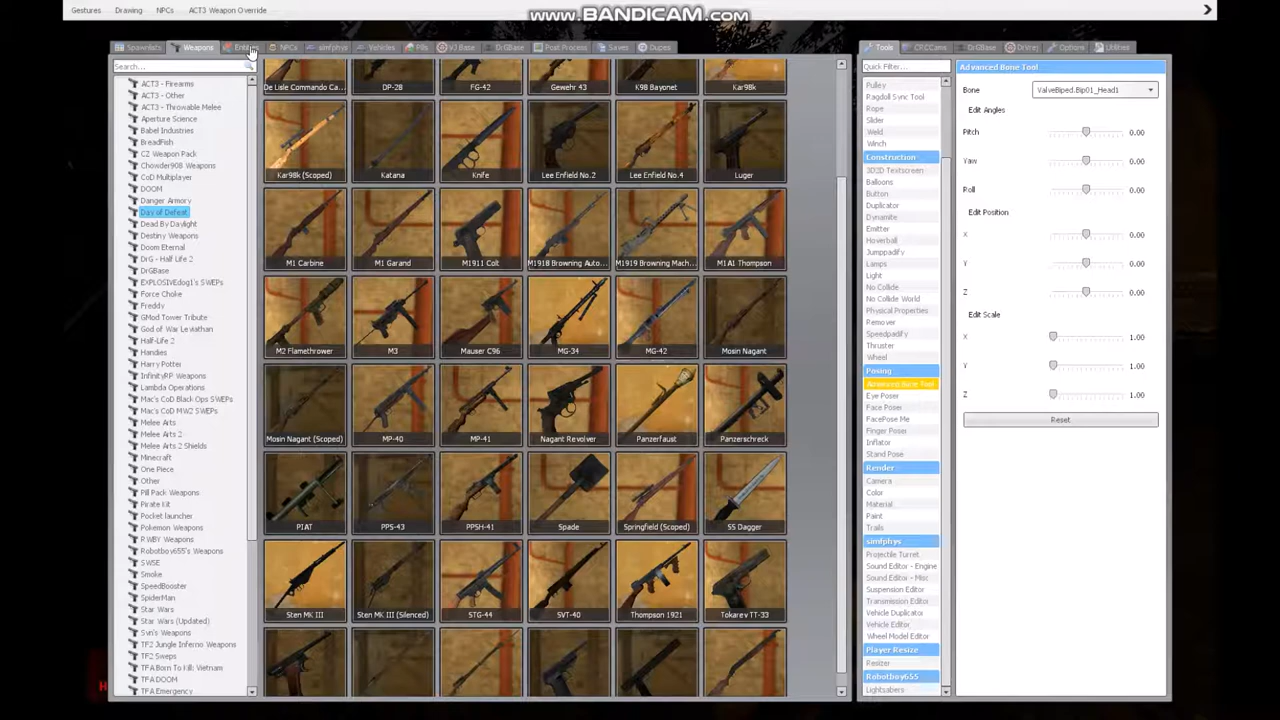 Gestures Drawing NPCs ACT3 Weapon Override
www.BANDICAM.com
Spawnlists Weapons Entities NPCs simfphys Vehicles Pills VJ Base DrGBase Post Process Saves Dupes
Search...
ACT3 - Firearms
ACT3 - Other
ACT3 - Throwable Melee
Aperture Science
Babel Industries
BreadFish
CZ Weapon Pack
Chowder908 Weapons
CoD Multiplayer
DOOM
Danger Armory
Day of Defeat
Dead By Daylight
Destiny Weapons
Doom Eternal
DrG - Half Life 2
DrGBase
EXPLOSIVEdog1's SWEPs
Force Choke
Freddy
GMod Tower Tribute
God of War Leviathan
Half-Life 2
Handies
Harry Potter
InfinityRP Weapons
Lambda Operations
Mac's CoD Black Ops SWEPs
Mac's CoD MW2 SWEPs
Melee Arts
Melee Arts 2
Melee Arts 2 Shields
Minecraft
One Piece
Other
Pill Pack Weapons
Pirate Kit
Pocket launcher
Pokemon Weapons
RWBY Weapons
Robotboy655's Weapons
SWSE
Smoke
SpeedBooster
SpiderMan
Star Wars
Star Wars (Updated)
Svn's Weapons
TF2 Jungle Inferno Weapons
TF2 Sweps
TFA Born To Kill: Vietnam
TFA DOOM
TFA Emergency
De Lisle Commando Ca... DP-28 FG-42 Gewehr 43 K98 Bayonet Kar98k
Kar98k (Scoped) Katana Knife Lee Enfield No.2 Lee Enfield No.4 Luger
M1 Carbine M1 Garand M1911 Colt M1918 Browning Auto... M1919 Browning Mach... M1A1 Thompson
M2 Flamethrower M3 Mauser C96 MG-34 MG-42 Mosin Nagant
Mosin Nagant (Scoped) MP-40 MP-41 Nagant Revolver Panzerfaust Panzerschreck
PIAT PPS-43 PPSH-41 Spade Springfield (Scoped) SS Dagger
Sten MK III Sten MK III (Silenced) STG-44 SVT-40 Thompson 1921 Tokarev TT-33
Tools CRCCams DrGBase Options Utilities
Quick Filter...
Pulley
Ragdoll Sync Tool
Rope
Slider
Weld
Winch
Construction
3D2D Textscreen
Balloons
Button
Duplicator
Dynamite
Emitter
Hoverball
Jumppadify
Lamps
Light
No Collide
No Collide World
Physical Properties
Remover
Speedpadify
Thruster
Wheel
Posing
Advanced Bone Tool
Eye Poser
Face Poser
FacePose Me
Finger Poser
Inflator
Stand Pose
Render
Camera
Color
Material
Paint
Trails
simfphys
Projectile Turret
Sound Editor - Engine
Sound Editor - Misc
Suspension Editor
Transmission Editor
Vehicle Duplicator
Vehicle Editor
Wheel Model Editor
Player Resize
Resizer
Robotboy655
Lightsabers
Advanced Bone Tool
Bone ValveBiped.Bip01_Head1
Edit Angles
Pitch 0.00
Yaw 0.00
Roll 0.00
Edit Position
X 0.00
Y 0.00
Z 0.00
Edit Scale
X 1.00
Y 1.00
Z 1.00
Reset